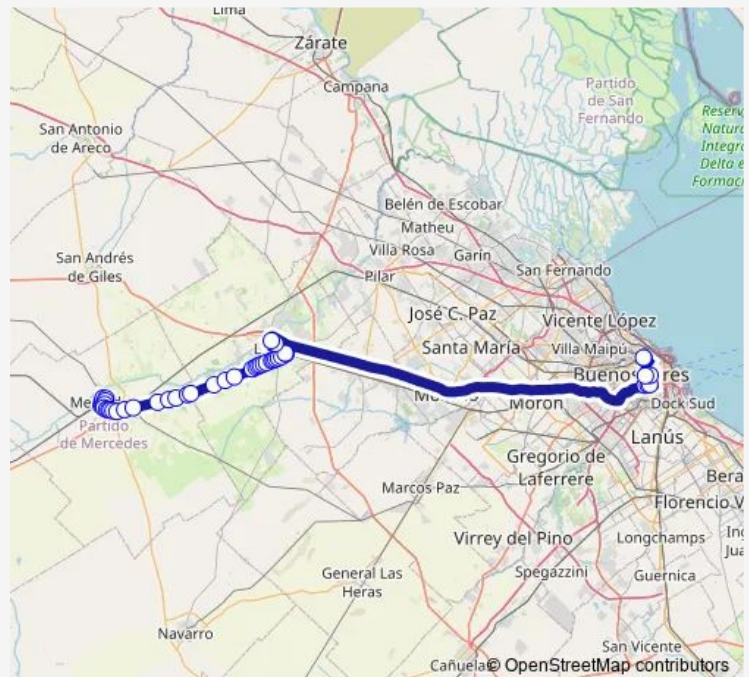 Lima
Zárate
Campana
Partido
de San
Fernando
San Antonio
de Areco
Belén de Escobar
Matheu
Villa Rosa
Garín
San Andrés
de Giles
Pilar
San Fernando
José C. Paz
Vicente López
Santa María
Villa Maipú
Morón
Dock Sud
Partido
de Mercedes
Lanús
Gregorio de
Laferrere
Marcos Paz
Florencio V
Virrey del Pino
Longchamps
Spegazzini
Guernica
General Las
Heras
Navarro
San Vicente
Cañuelas
© OpenStreetMap contributors